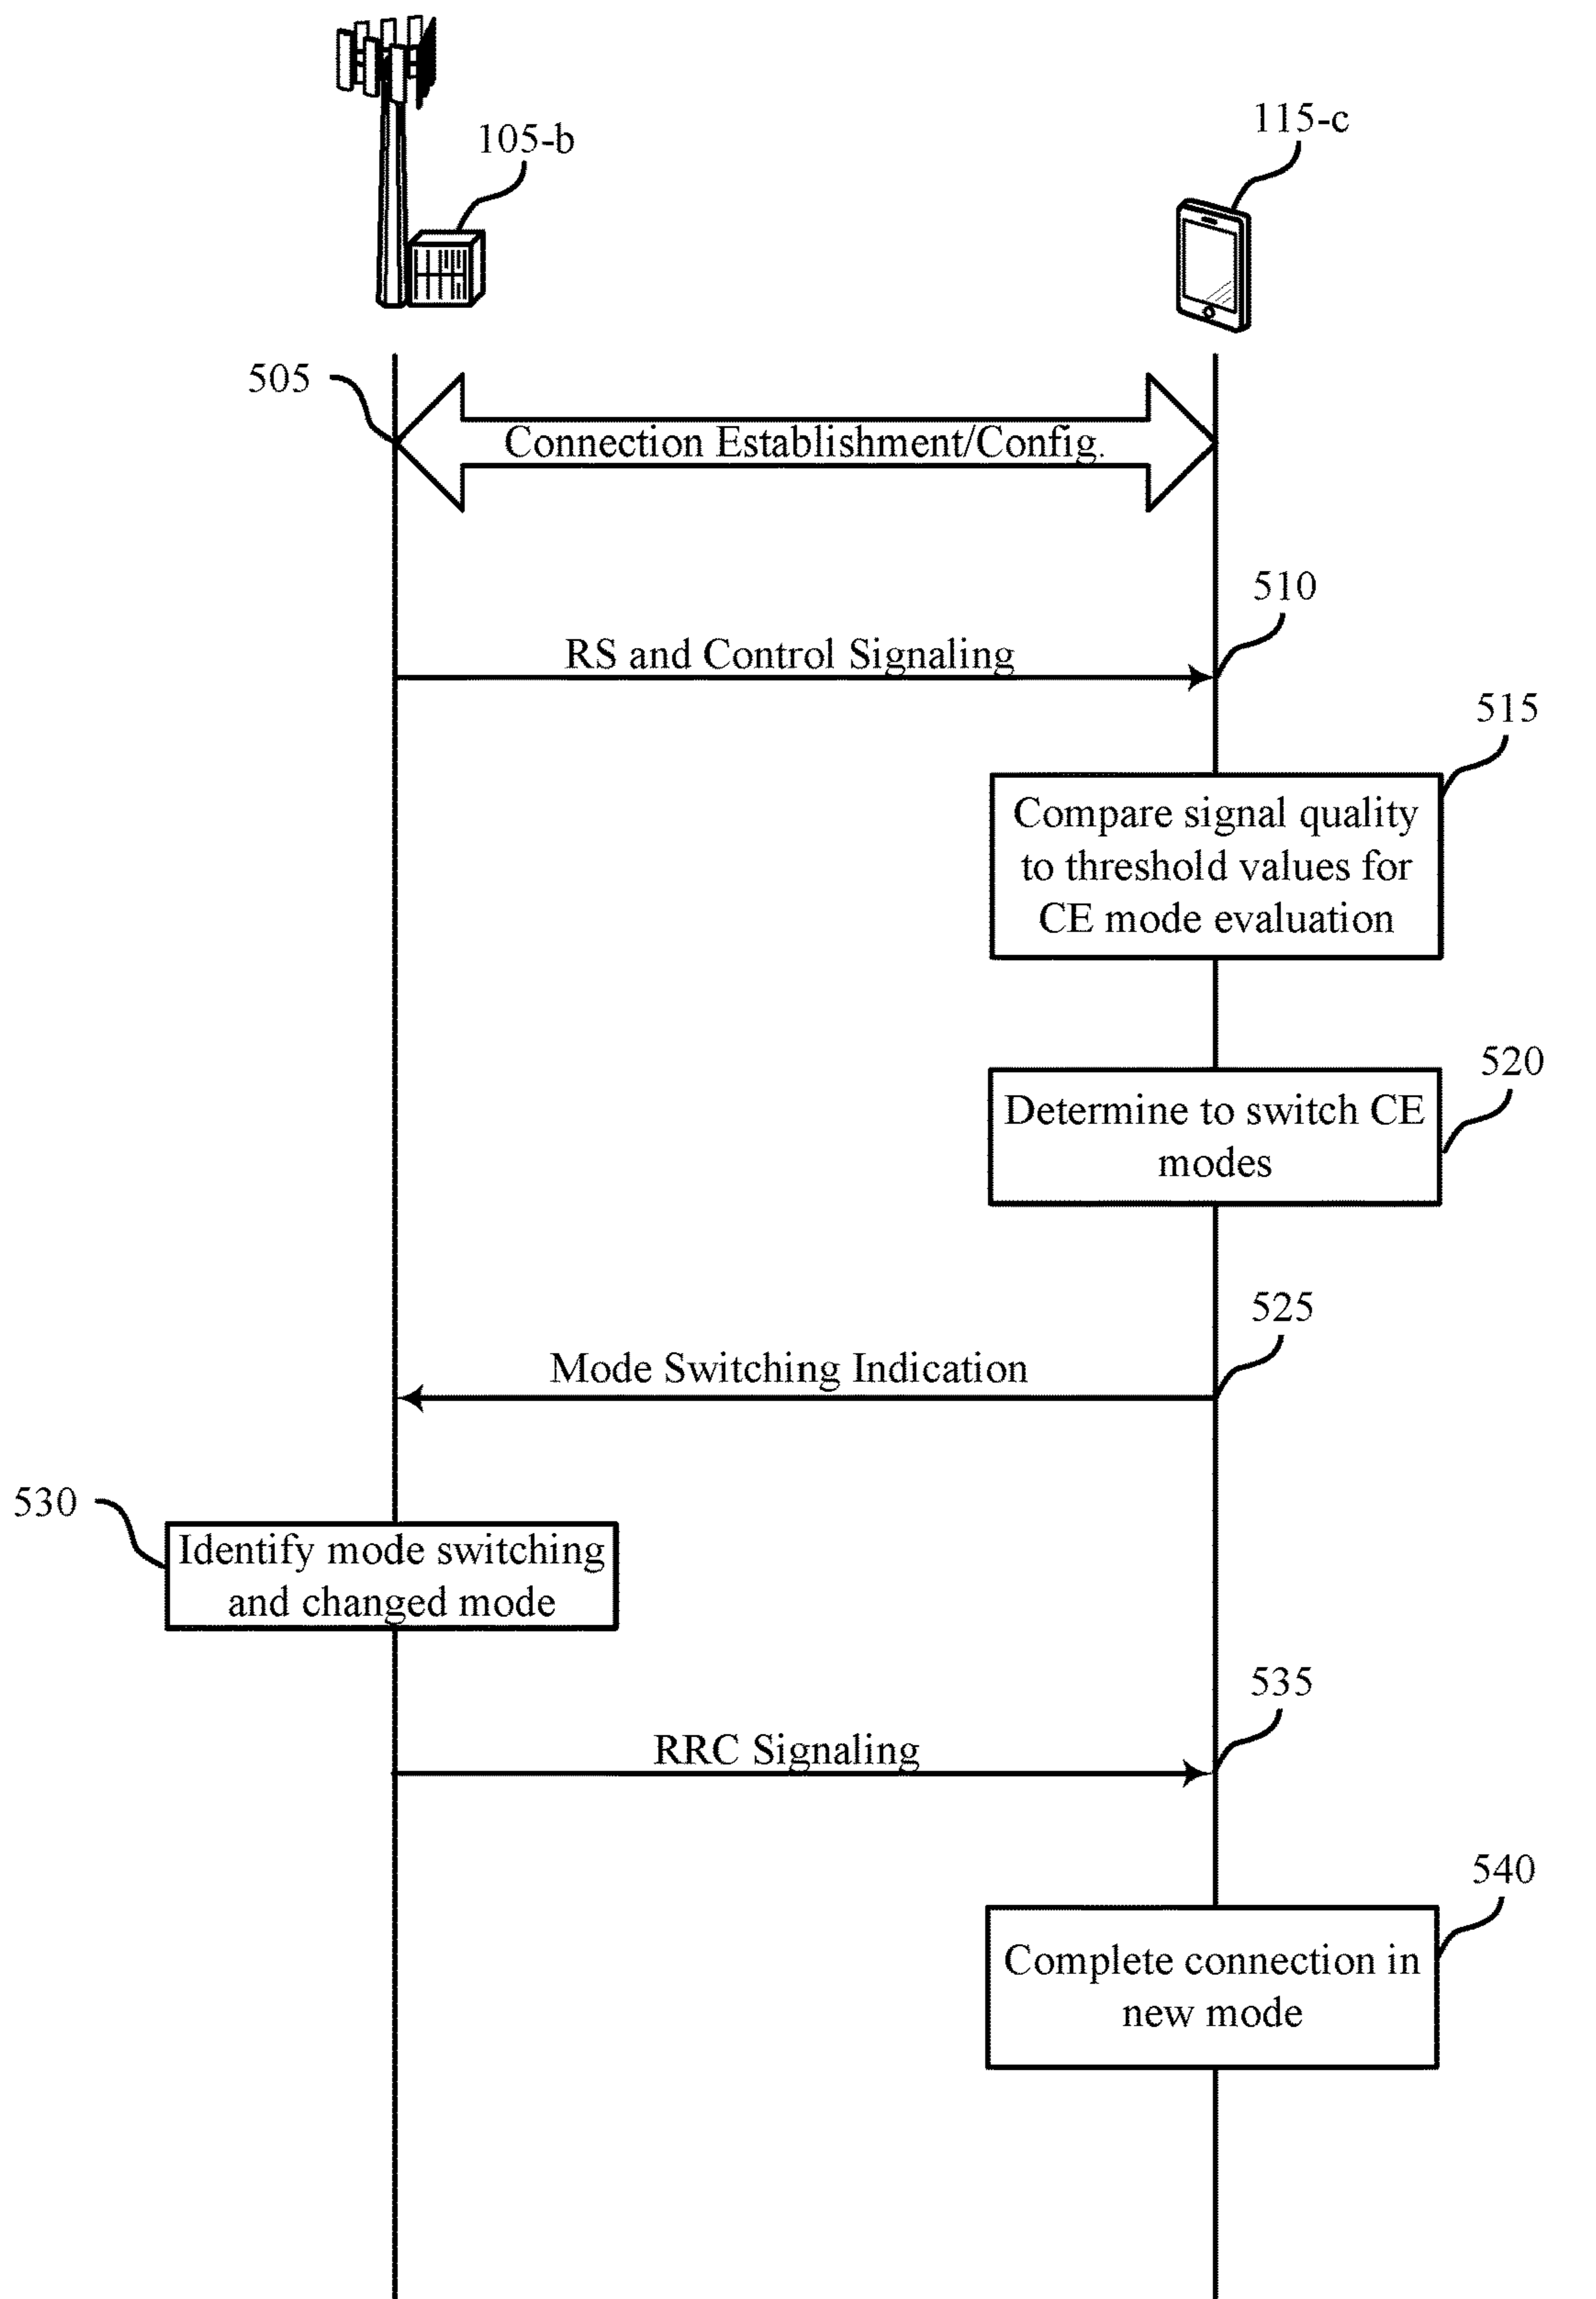 105-b
115-c
505
Connection Establishment/Config.
510
RS and Control Signaling
515
Compare signal quality
to threshold values for
CE mode evaluation
520
Determine to switch CE
modes
525
Mode Switching Indication
530
Identify mode switching
and changed mode
535
RRC Signaling
540
Complete connection in
new mode